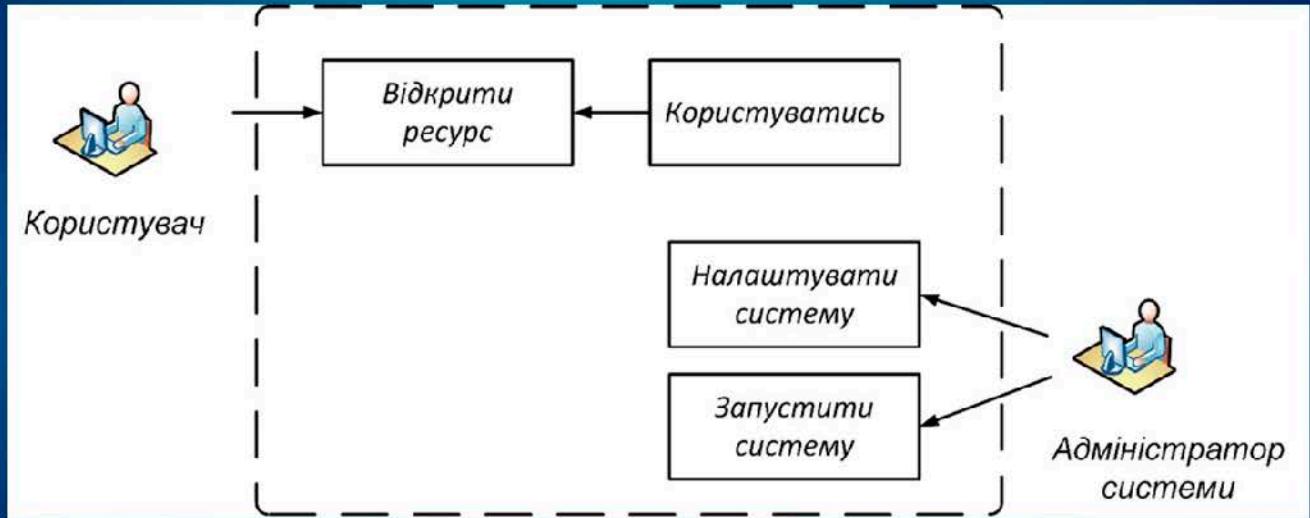 Відкрити
ресурс
Користуватись
Користувач
Налаштувати
систему
Запустити
систему
Адміністратор
системи